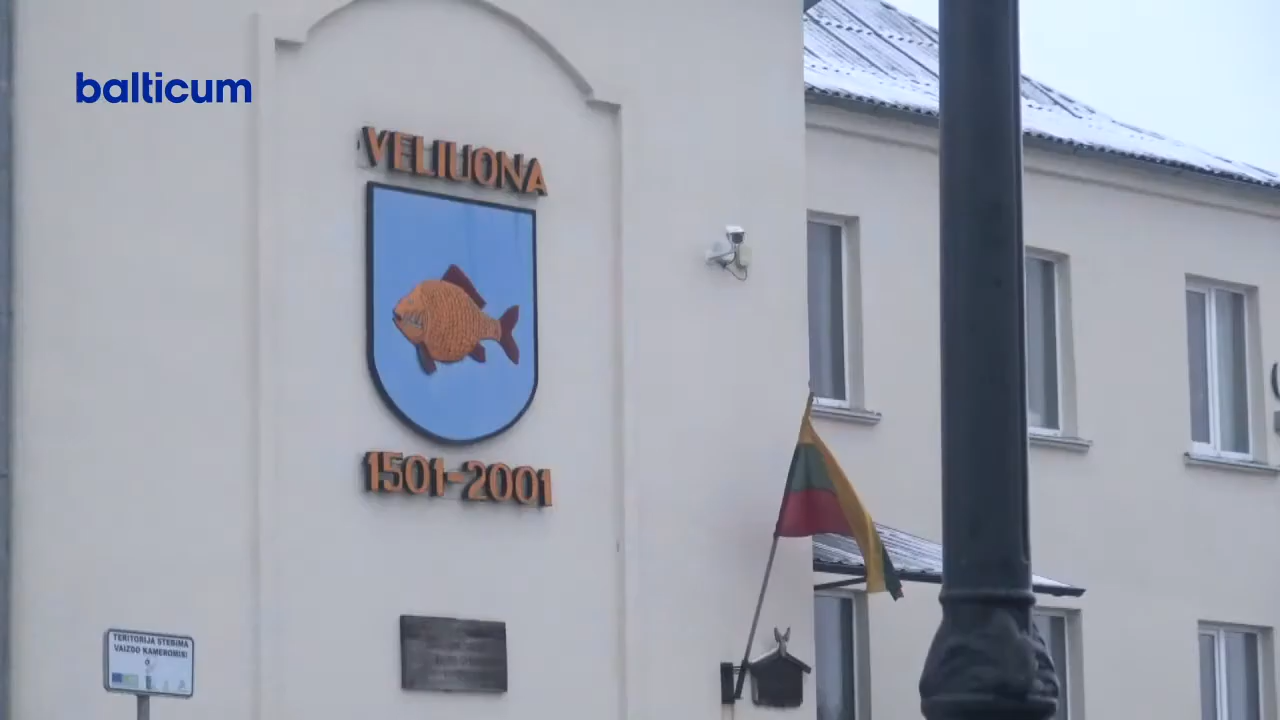 balticum
VELIUONA
1501-2001
TERITORIJA STEBIMA
VAIZDO KAMEROMIS!